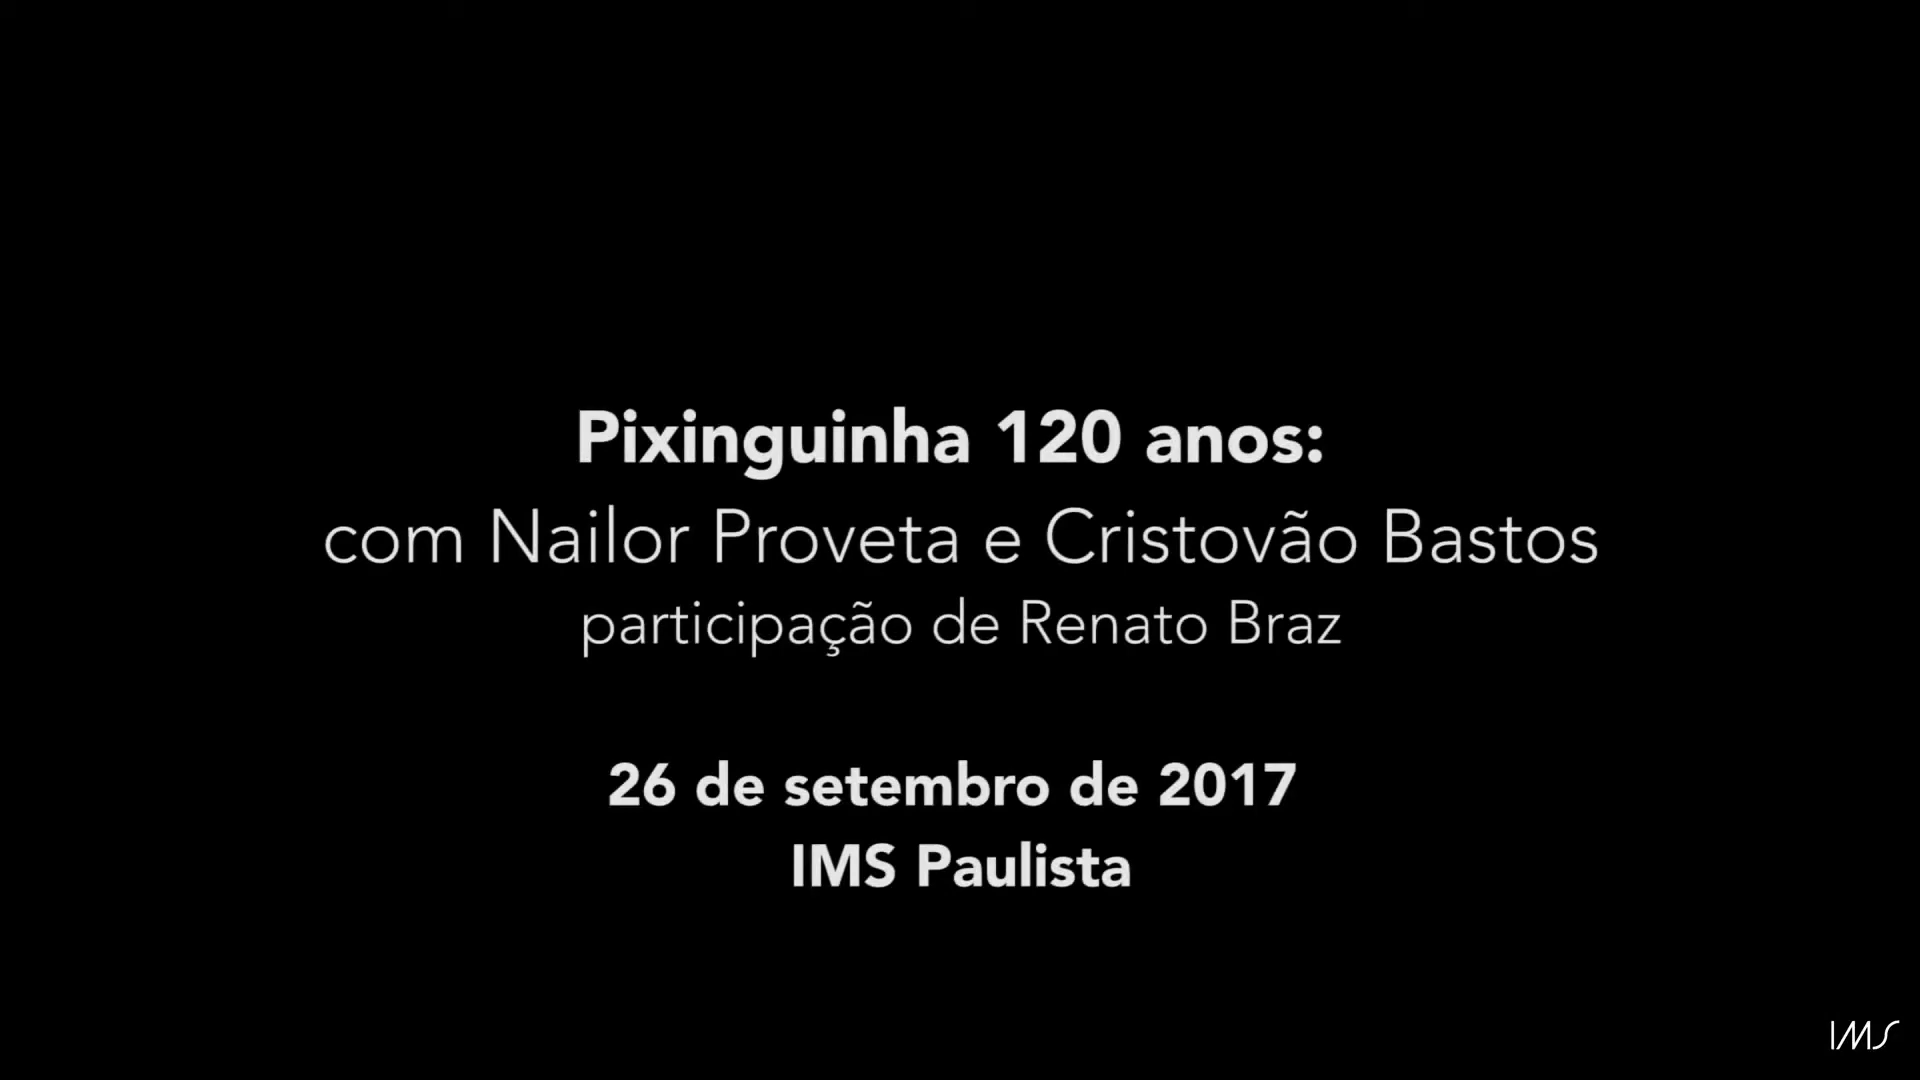 Pixinguinha 120 anos:
com Nailor Proveta e Cristovão Bastos
participação de Renato Braz
26 de setembro de 2017
IMS Paulista
IMS